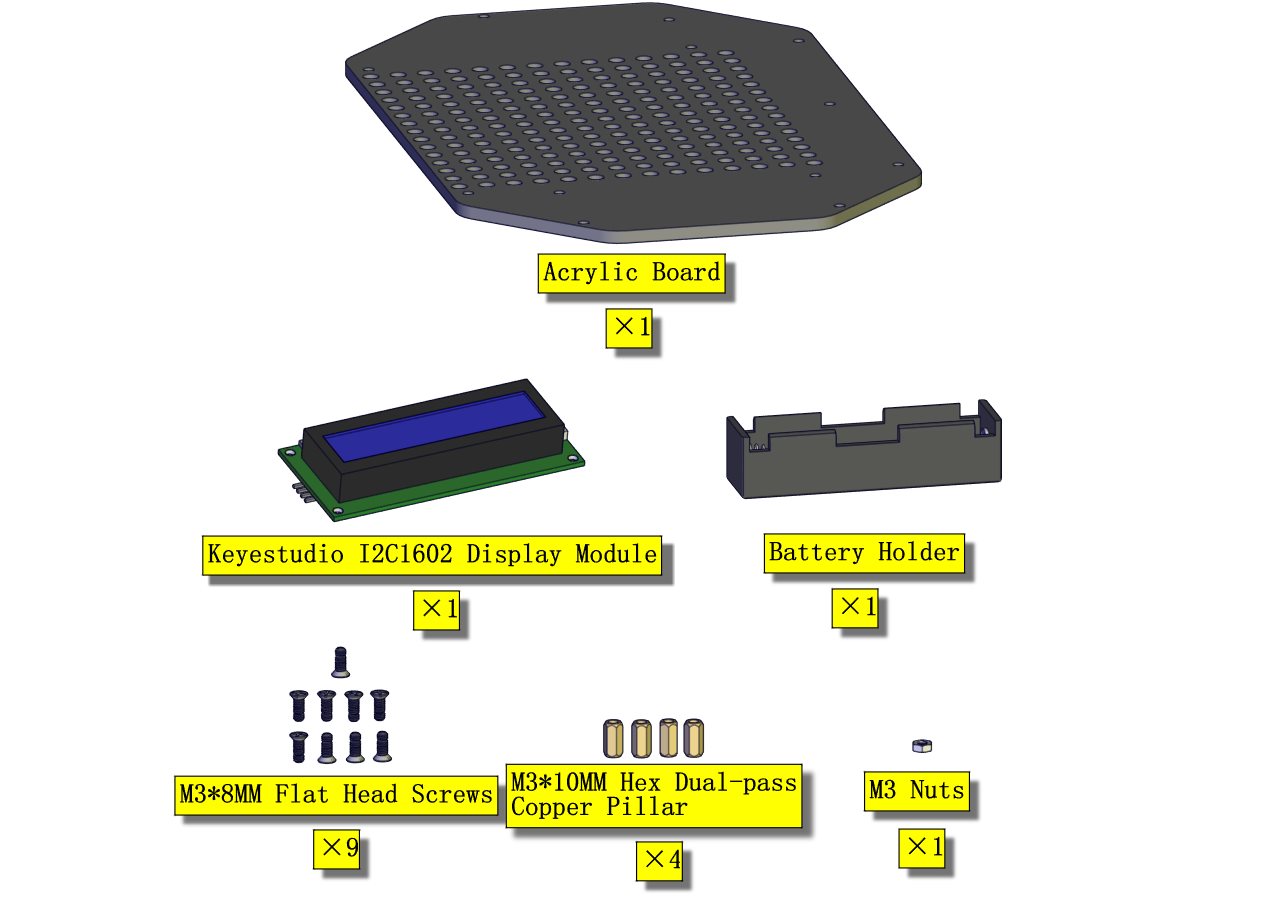 Acrylic Board
×1
Keyestudio I2C1602 Display Module
×1
Battery Holder
×1
M3*8MM Flat Head Screws
×9
M3*10MM Hex Dual-pass
Copper Pillar
×4
M3 Nuts
×1